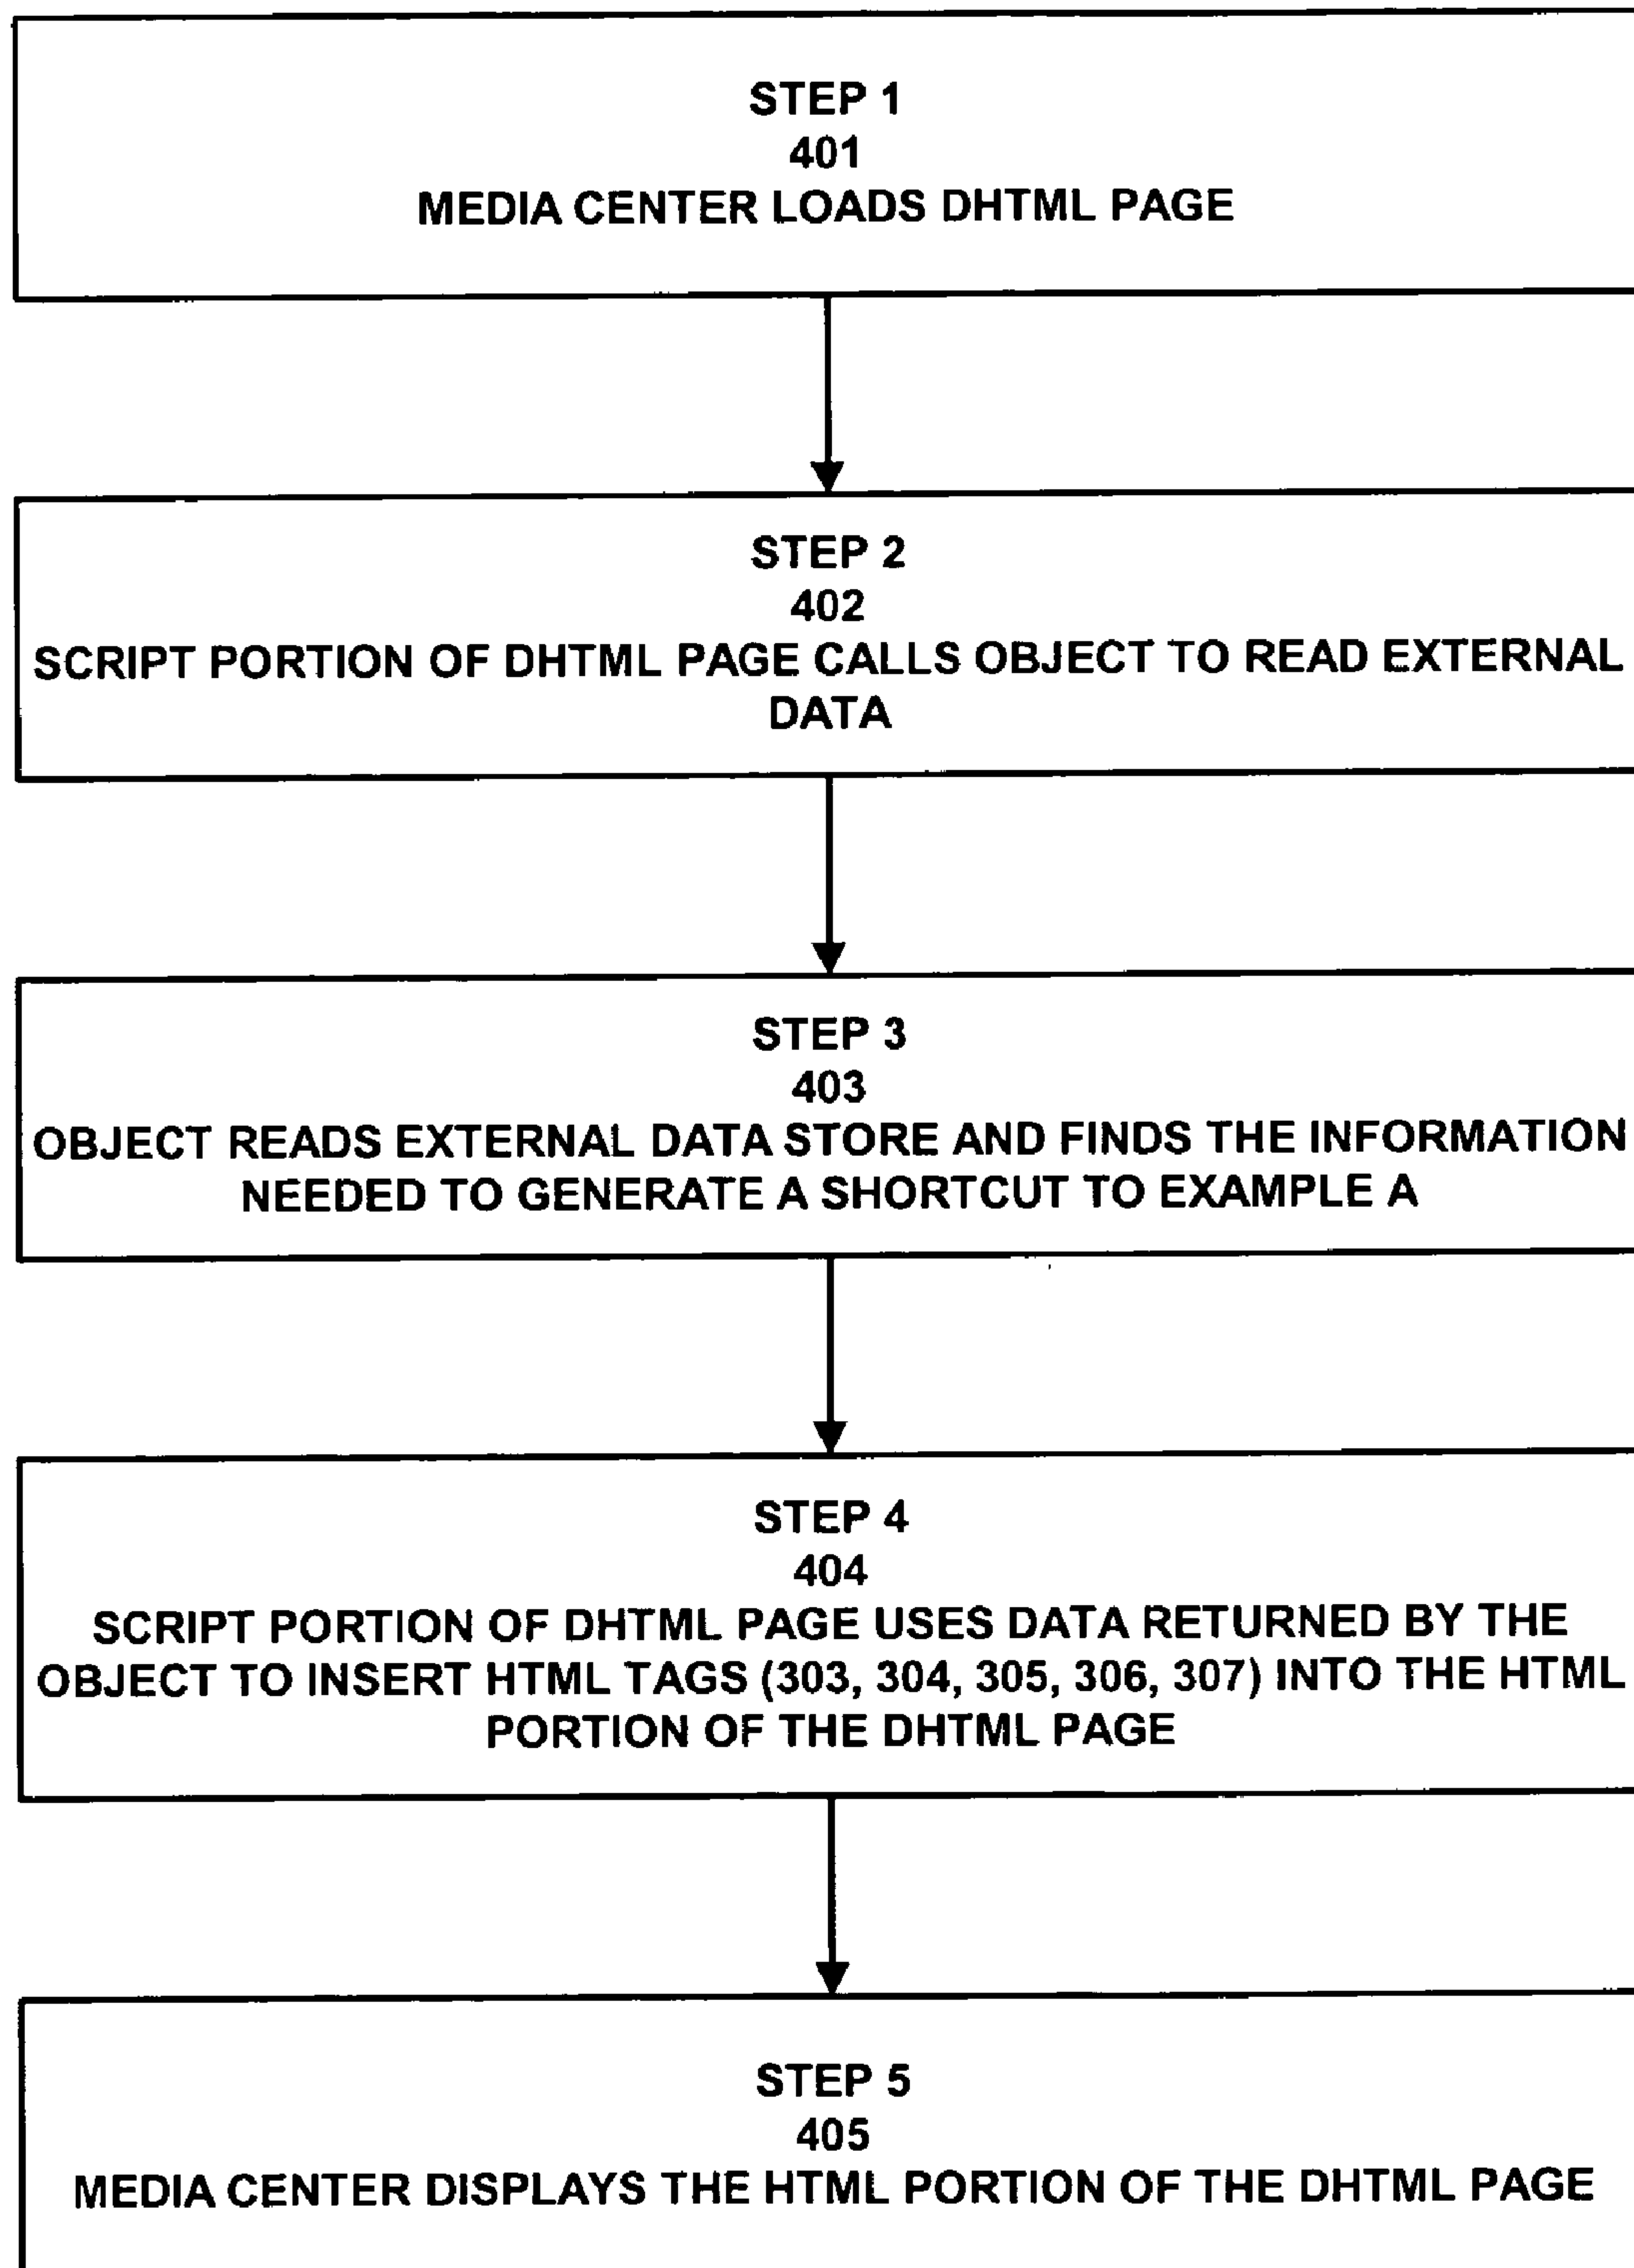 STEP 1
401
MEDIA CENTER LOADS DHTML PAGE
STEP 2
402
SCRIPT PORTION OF DHTML PAGE CALLS OBJECT TO READ EXTERNAL
DATA
STEP 3
403
OBJECT READS EXTERNAL DATA STORE AND FINDS THE INFORMATION
NEEDED TO GENERATE A SHORTCUT TO EXAMPLE A
STEP 4
404
SCRIPT PORTION OF DHTML PAGE USES DATA RETURNED BY THE
OBJECT TO INSERT HTML TAGS (303, 304, 305, 306, 307) INTO THE HTML
PORTION OF THE DHTML PAGE
STEP 5
405
MEDIA CENTER DISPLAYS THE HTML PORTION OF THE DHTML PAGE